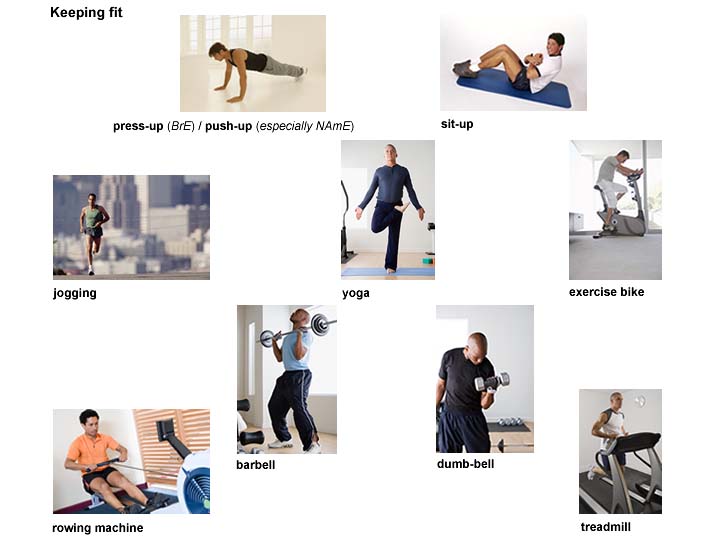 Keeping fit
press-up (BrE) / push-up (especially NAmE)
sit-up
jogging
yoga
exercise bike
barbell
dumb-bell
rowing machine
treadmill